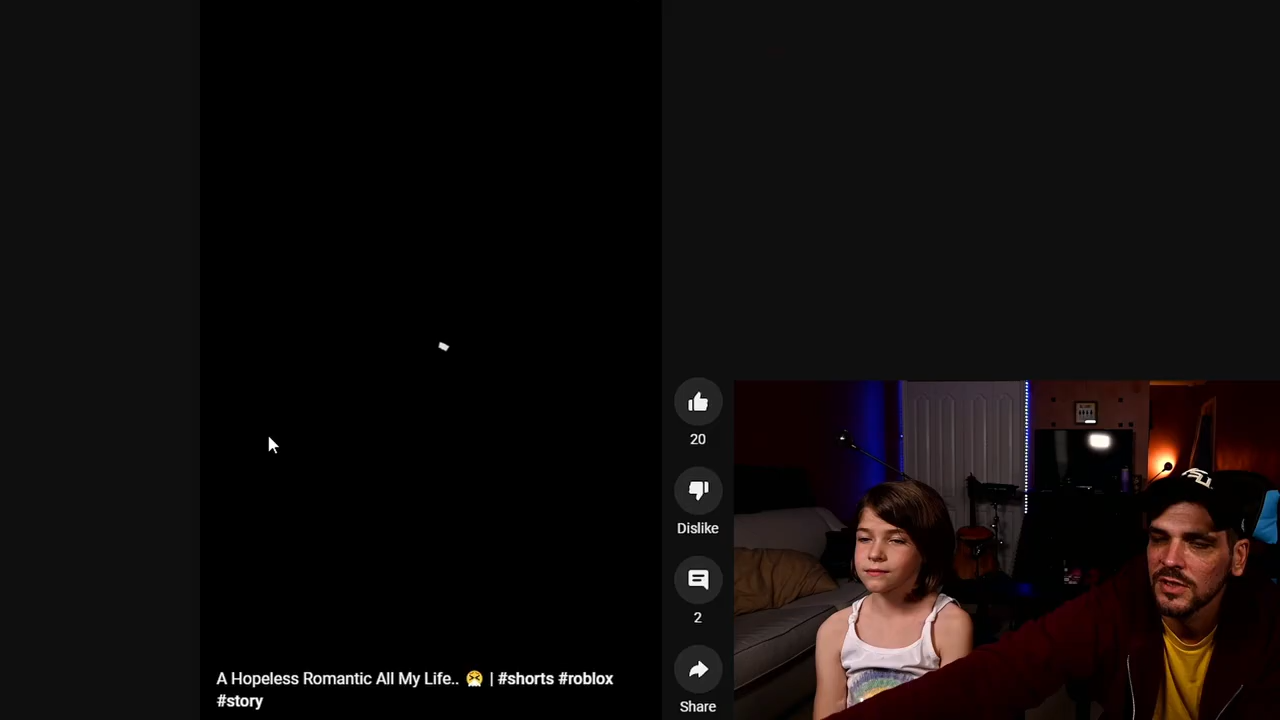 20
Dislike
2
Share
A Hopeless Romantic All My Life.. 🤧 | #shorts #roblox
#story